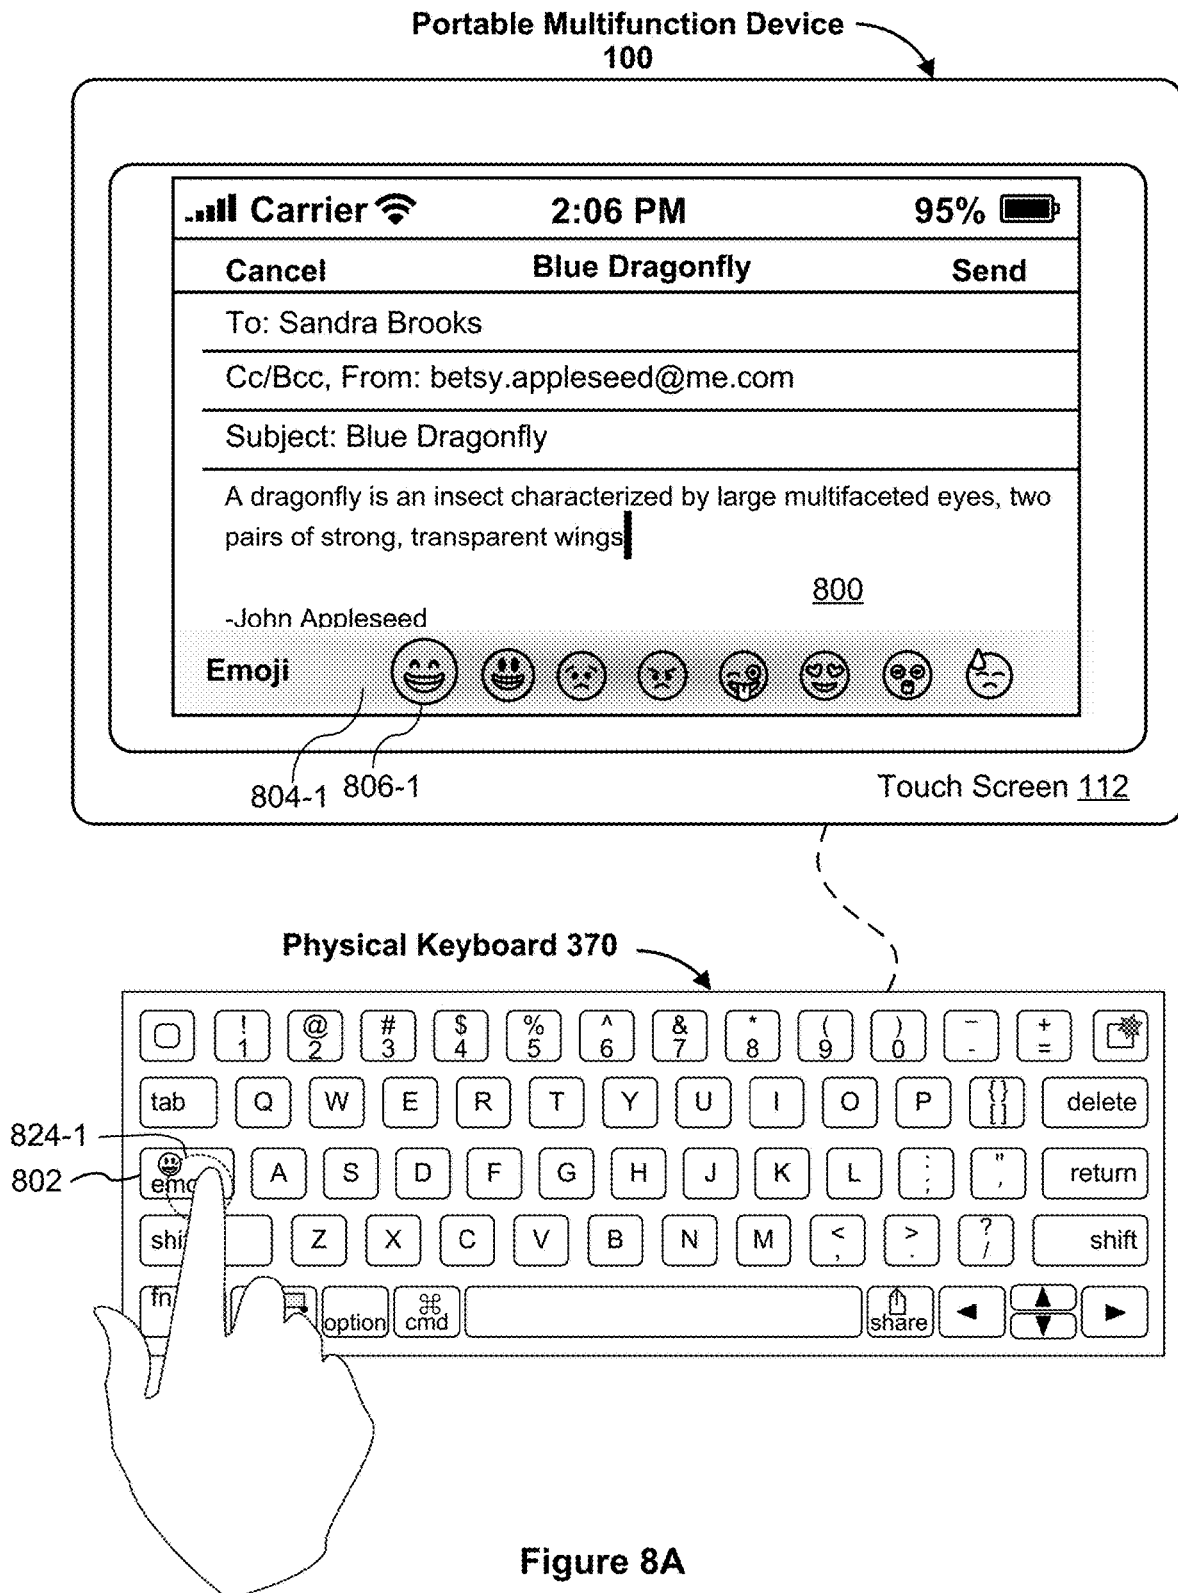 Portable Multifunction Device
100
Carrier 2:06 PM 95%
Cancel Blue Dragonfly Send
To: Sandra Brooks
Cc/Bcc, From: betsy.appleseed@me.com
Subject: Blue Dragonfly
A dragonfly is an insect characterized by large multifaceted eyes, two
pairs of strong, transparent wings
800
-John Appleseed
Emoji
804-1 806-1
Touch Screen 112
Physical Keyboard 370
! @ # $ % ^ & * ( ) _ +
1 2 3 4 5 6 7 8 9 0 - =
tab Q W E R T Y U I O P { } delete
[ ]
824-1
802
emo A S D F G H J K L : " return
; ,
shi Z X C V B N M < > ? shift
, . /
fn option ⌘ cmd share ◄ ▲ ▼ ►
Figure 8A